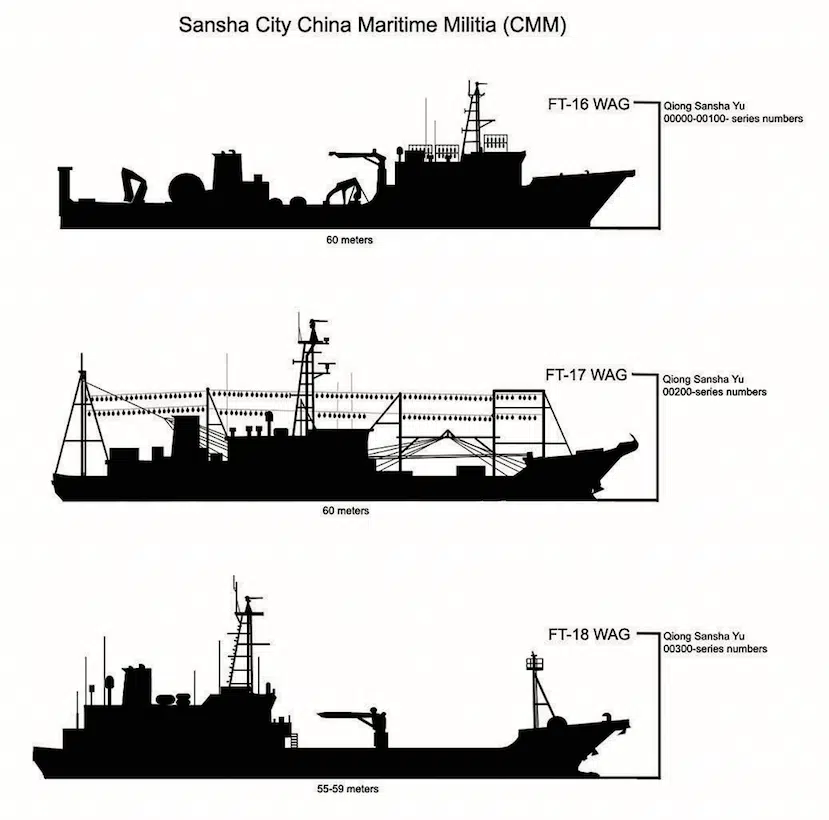 Sansha City China Maritime Militia (CMM)
FT-16 WAG
Qiong Sansha Yu
00000-00100- series numbers
60 meters
FT-17 WAG
Qiong Sansha Yu
00200-series numbers
60 meters
FT-18 WAG
Qiong Sansha Yu
00300-series numbers
55-59 meters